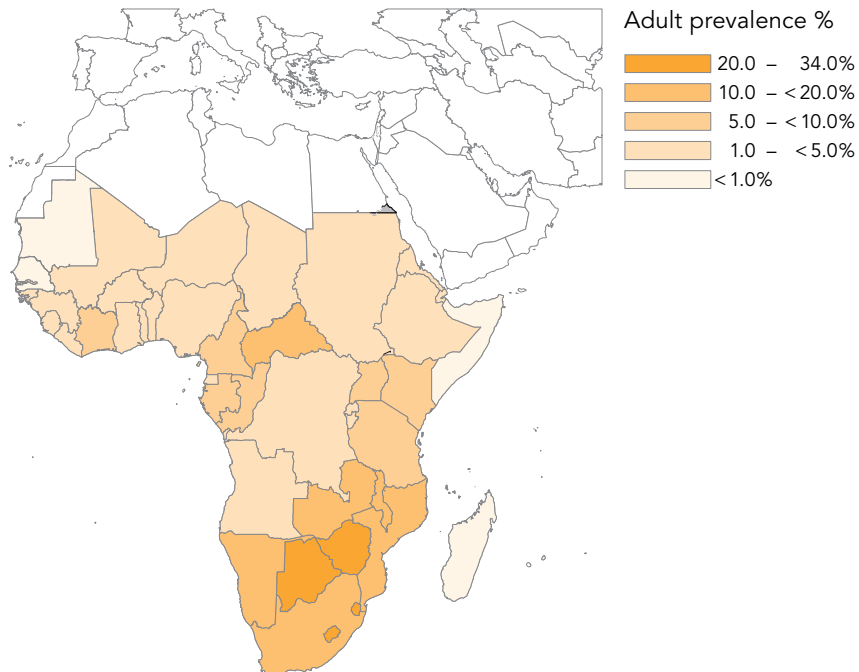 Adult prevalence %
20.0 – 34.0%
10.0 – <20.0%
5.0 – <10.0%
1.0 – <5.0%
<1.0%